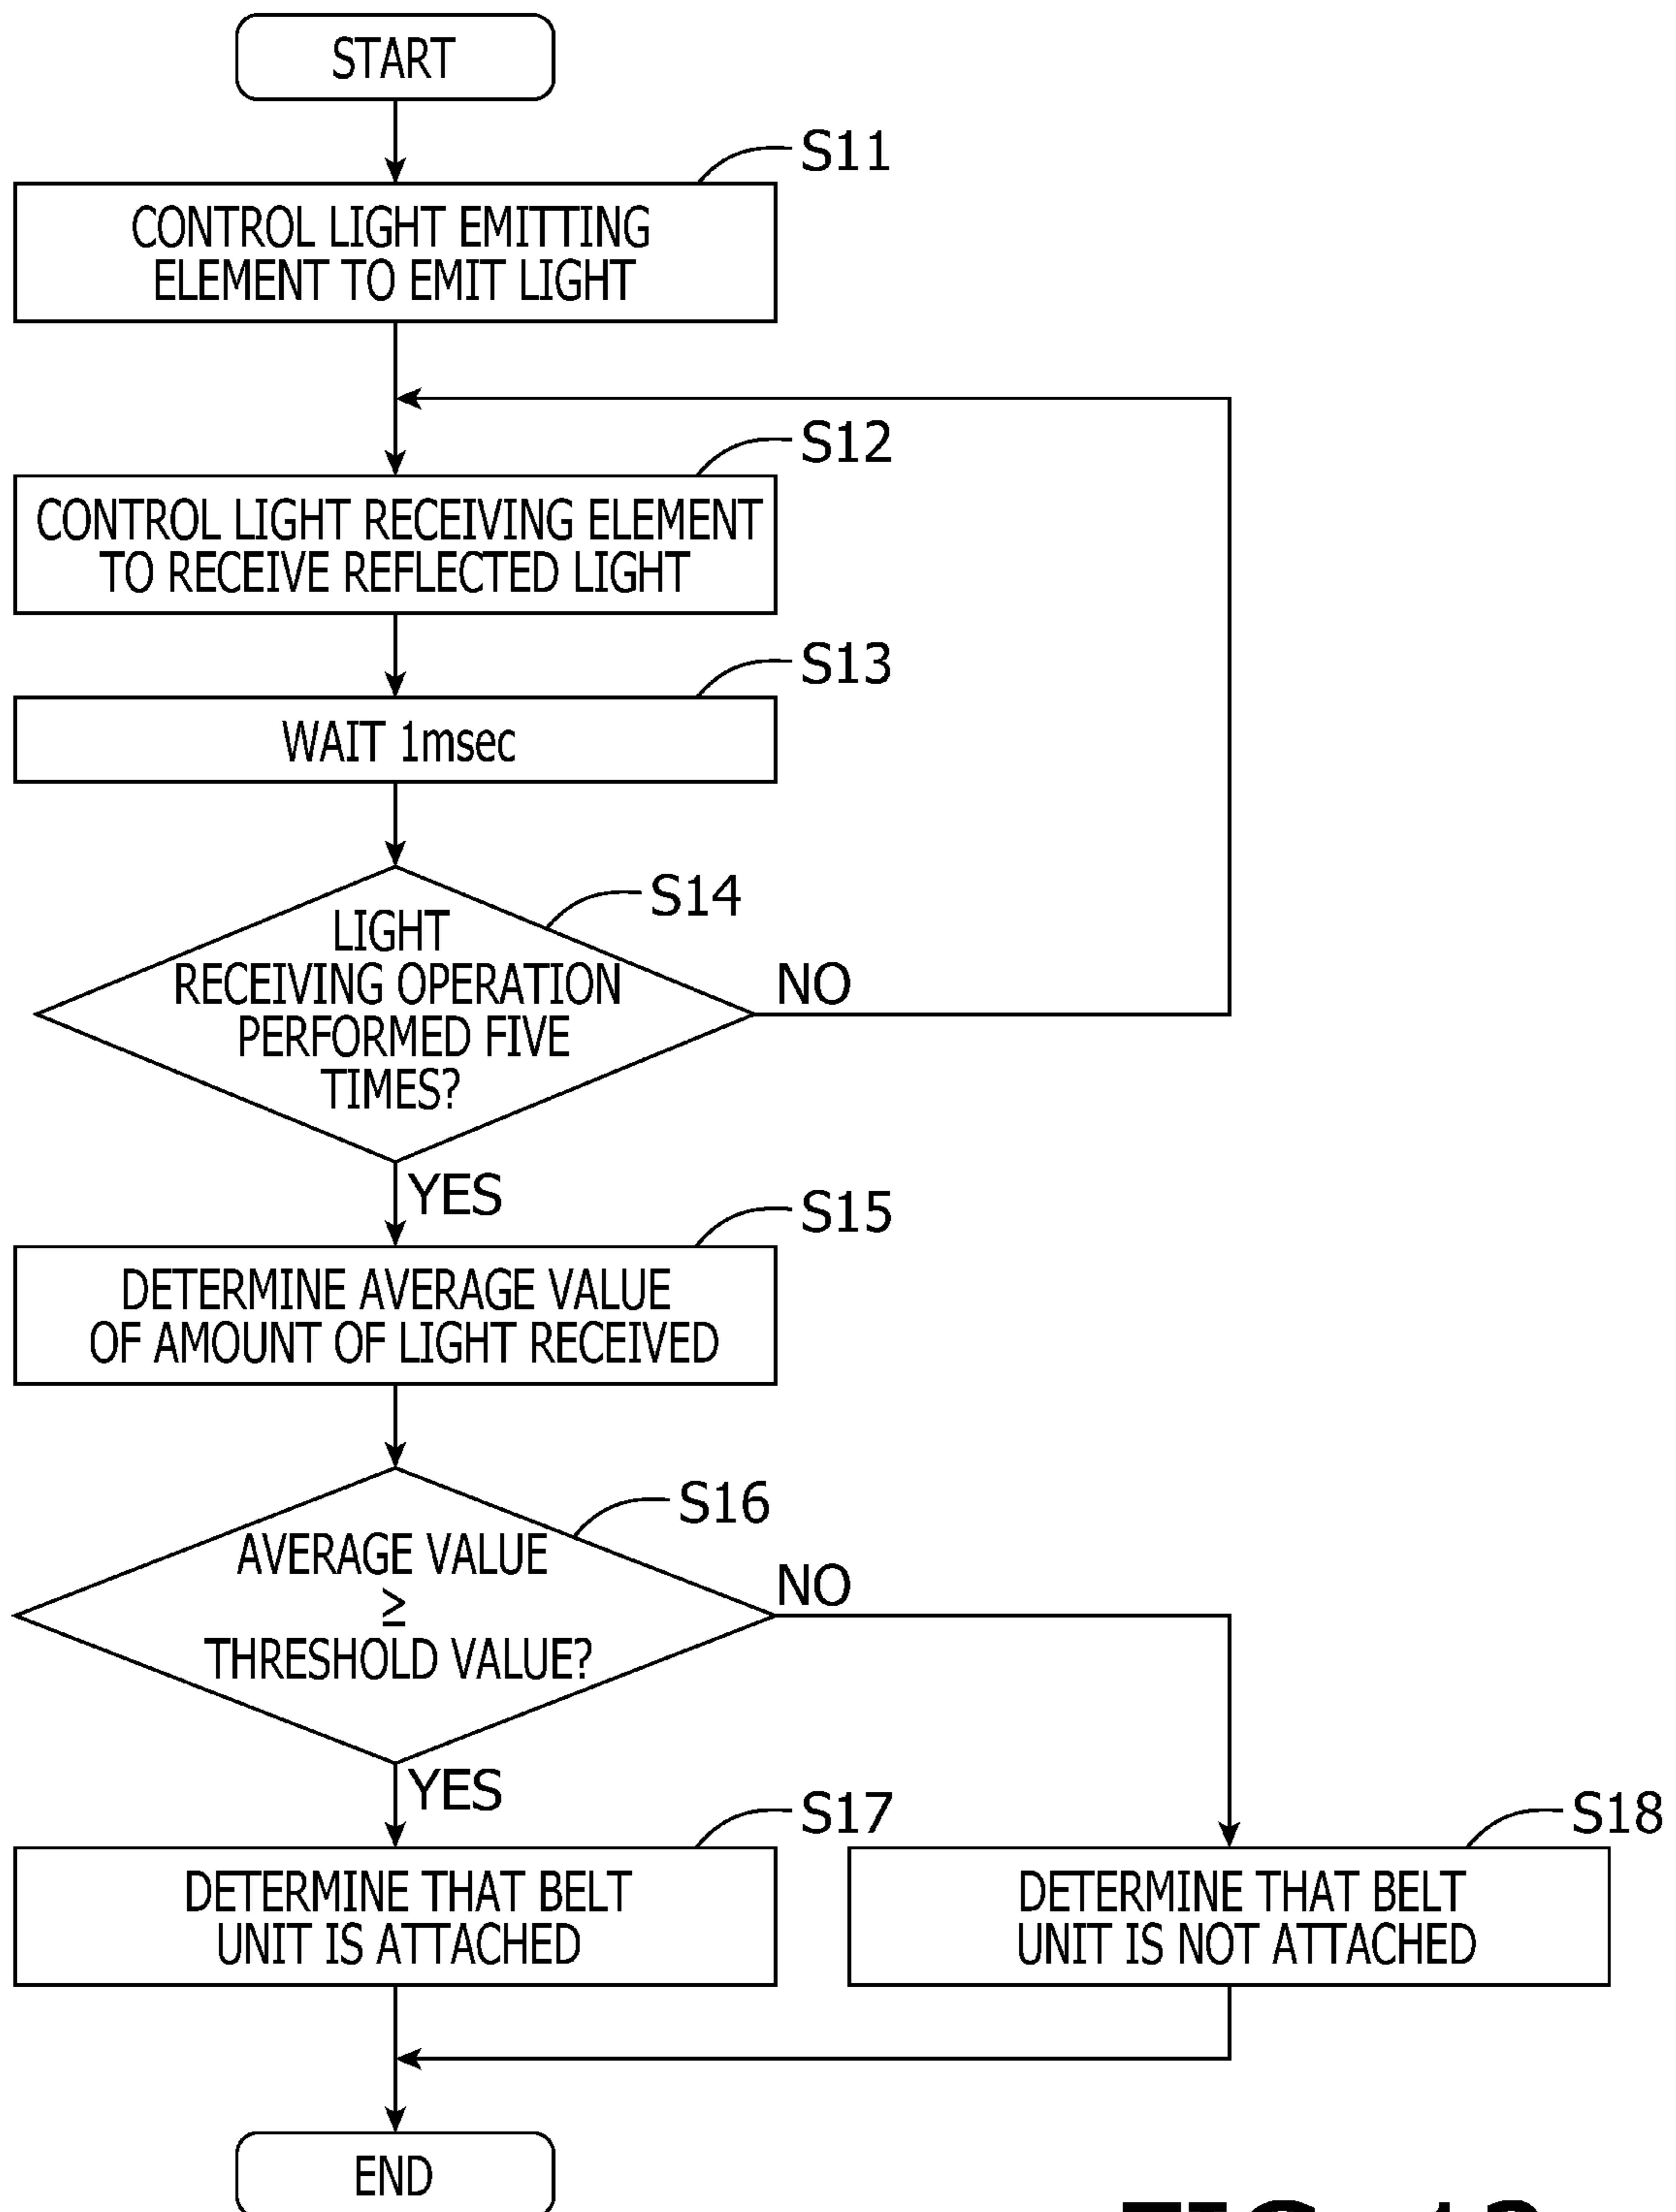 START
S11
CONTROL LIGHT EMITTING
ELEMENT TO EMIT LIGHT
S12
CONTROL LIGHT RECEIVING ELEMENT
TO RECEIVE REFLECTED LIGHT
S13
WAIT 1msec
S14
LIGHT
RECEIVING OPERATION
PERFORMED FIVE
TIMES?
NO
YES
S15
DETERMINE AVERAGE VALUE
OF AMOUNT OF LIGHT RECEIVED
S16
AVERAGE VALUE
≥
THRESHOLD VALUE?
NO
YES
S17
DETERMINE THAT BELT
UNIT IS ATTACHED
S18
DETERMINE THAT BELT
UNIT IS NOT ATTACHED
END